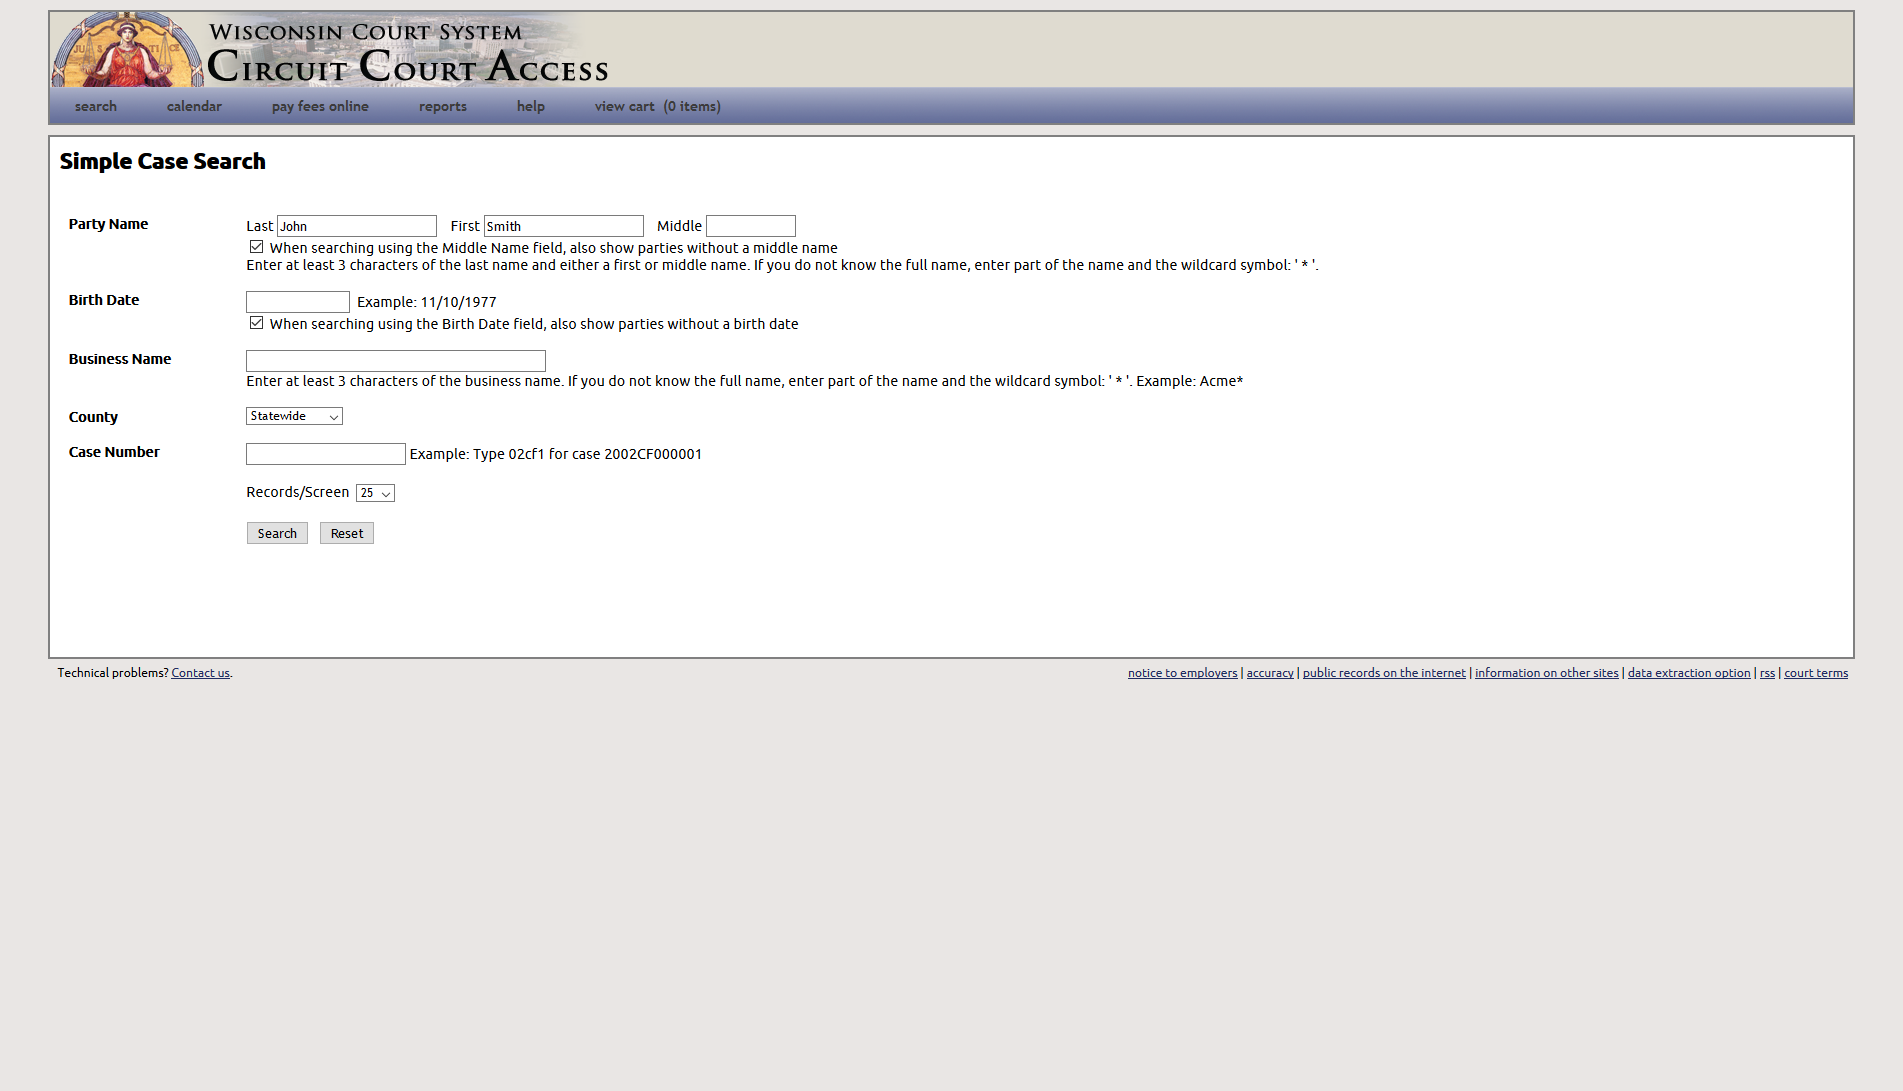 JUS TICE
WISCONSIN COURT SYSTEM
CIRCUIT COURT ACCESS
search calendar pay fees online reports help view cart (0 items)
Simple Case Search
Party Name Last John First Smith Middle
When searching using the Middle Name field, also show parties without a middle name
Enter at least 3 characters of the last name and either a first or middle name. If you do not know the full name, enter part of the name and the wildcard symbol: ' * '.
Birth Date Example: 11/10/1977
When searching using the Birth Date field, also show parties without a birth date
Business Name
Enter at least 3 characters of the business name. If you do not know the full name, enter part of the name and the wildcard symbol: ' * '. Example: Acme*
County Statewide
Case Number Example: Type 02cf1 for case 2002CF000001
Records/Screen 25
Search Reset
Technical problems? Contact us. notice to employers | accuracy | public records on the internet | information on other sites | data extraction option | rss | court terms